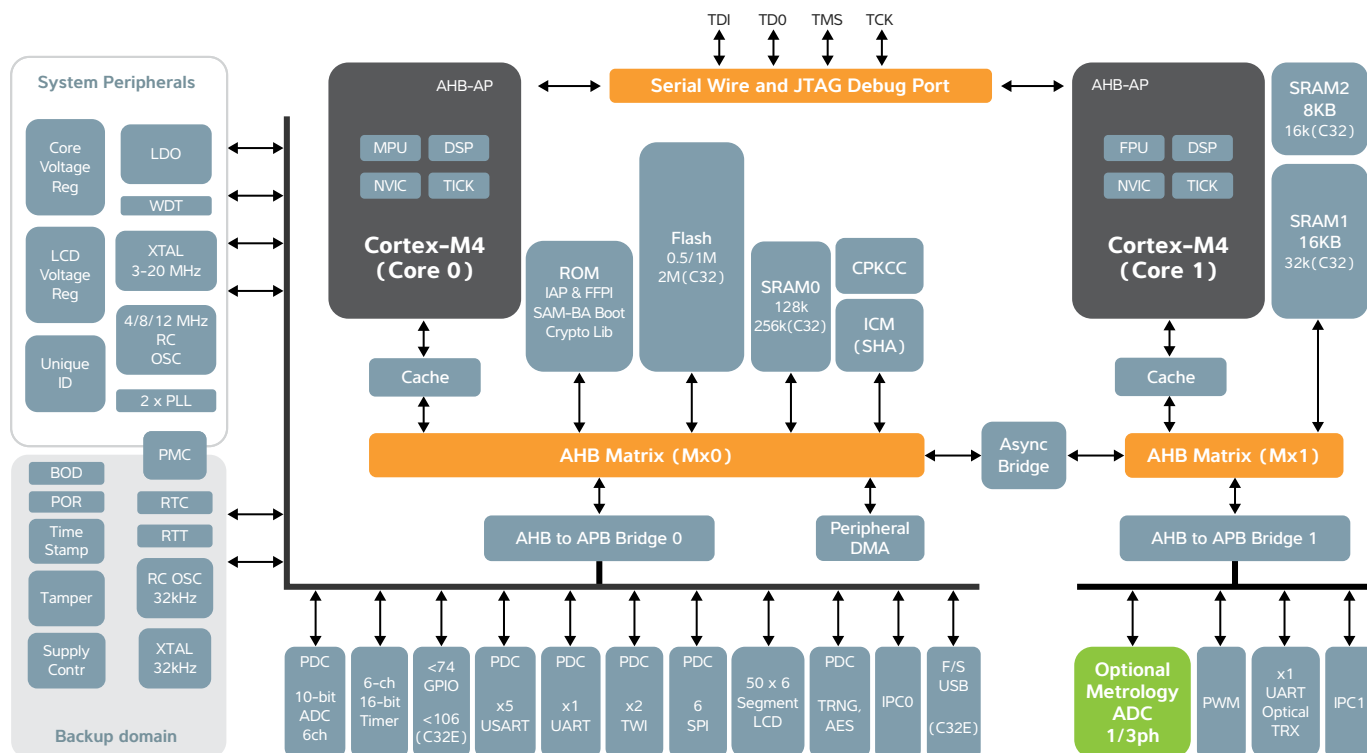 TDI
TD0
TMS
TCK
System Peripherals
Core
Voltage
Reg
LDO
WDT
LCD
Voltage
Reg
XTAL
3-20 MHz
4/8/12 MHz
RC
OSC
Unique
ID
2 x PLL
PMC
BOD
POR
RTC
Time
Stamp
RTT
Tamper
RC OSC
32kHz
Supply
Contr
XTAL
32kHz
Backup domain
AHB-AP
MPU
DSP
NVIC
TICK
Cortex-M4
(Core 0)
Cache
Serial Wire and JTAG Debug Port
ROM
IAP & FFPI
SAM-BA Boot
Crypto Lib
Flash
0.5/1M
2M(C32)
SRAM0
128k
256k(C32)
CPKCC
ICM
(SHA)
AHB-AP
FPU
DSP
NVIC
TICK
Cortex-M4
(Core 1)
Cache
SRAM2
8KB
16k(C32)
SRAM1
16KB
32k(C32)
AHB Matrix (Mx0)
Async
Bridge
AHB Matrix (Mx1)
AHB to APB Bridge 0
Peripheral
DMA
AHB to APB Bridge 1
PDC
10-bit
ADC
6ch
6-ch
16-bit
Timer
<74
GPIO
<106
(C32E)
PDC
x5
USART
PDC
x1
UART
PDC
x2
TWI
PDC
6
SPI
50 x 6
Segment
LCD
PDC
TRNG,
AES
IPC0
F/S
USB
(C32E)
Optional
Metrology
ADC
1/3ph
PWM
x1
UART
Optical
TRX
IPC1